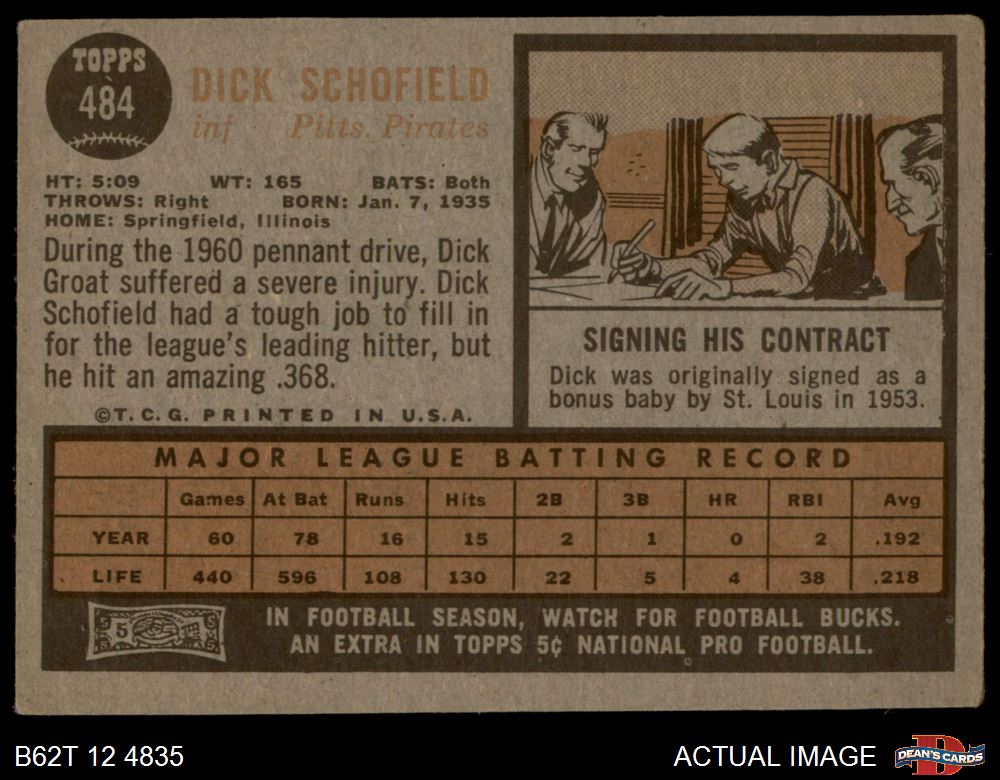 TOPPS
484
DICK SCHOFIELD
inf Pitts. Pirates
HT: 5:09 WT: 165 BATS: Both
THROWS: Right BORN: Jan. 7, 1935
HOME: Springfield, Illinois
During the 1960 pennant drive, Dick
Groat suffered a severe injury. Dick
Schofield had a tough job to fill in
for the league's leading hitter, but
he hit an amazing .368.
©T.C.G. PRINTED IN U.S.A.
SIGNING HIS CONTRACT
Dick was originally signed as a
bonus baby by St. Louis in 1953.
MAJOR LEAGUE BATTING RECORD
Games At Bat Runs Hits 2B 3B HR RBI Avg
YEAR 60 78 16 15 2 1 0 2 .192
LIFE 440 596 108 130 22 5 4 38 .218
5 5 5 5 5
IN FOOTBALL SEASON, WATCH FOR FOOTBALL BUCKS.
AN EXTRA IN TOPPS 5¢ NATIONAL PRO FOOTBALL.
B62T 12 4835 ACTUAL IMAGE
D
DEAN'S CARDS